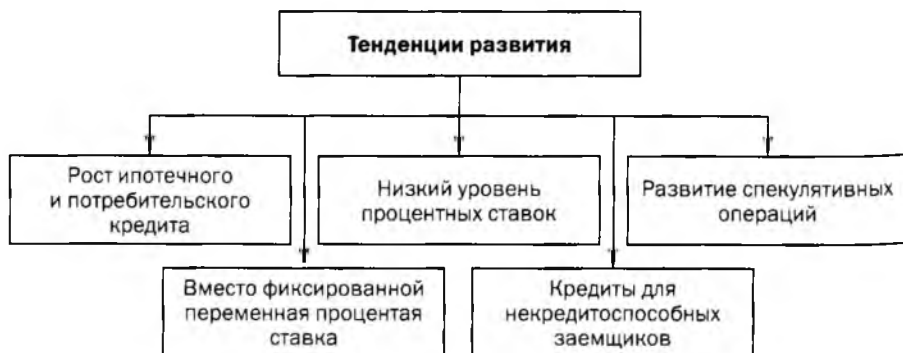 Тенденции развития
Рост ипотечного
и потребительского
кредита
Низкий уровень
процентных ставок
Развитие спекулятивных
операций
Вместо фиксированной
переменная процентая
ставка
Кредиты для
некредитоспособных
заемщиков